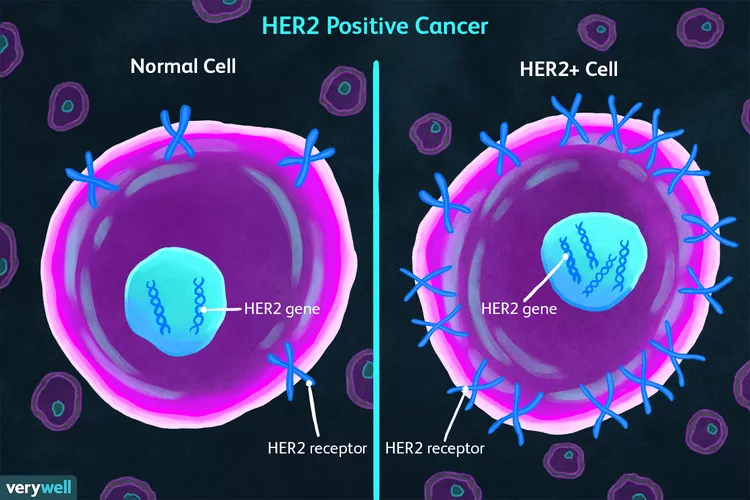 HER2 Positive Cancer
Normal Cell
HER2+ Cell
HER2 gene
HER2 gene
HER2 receptor
HER2 receptor
verywell